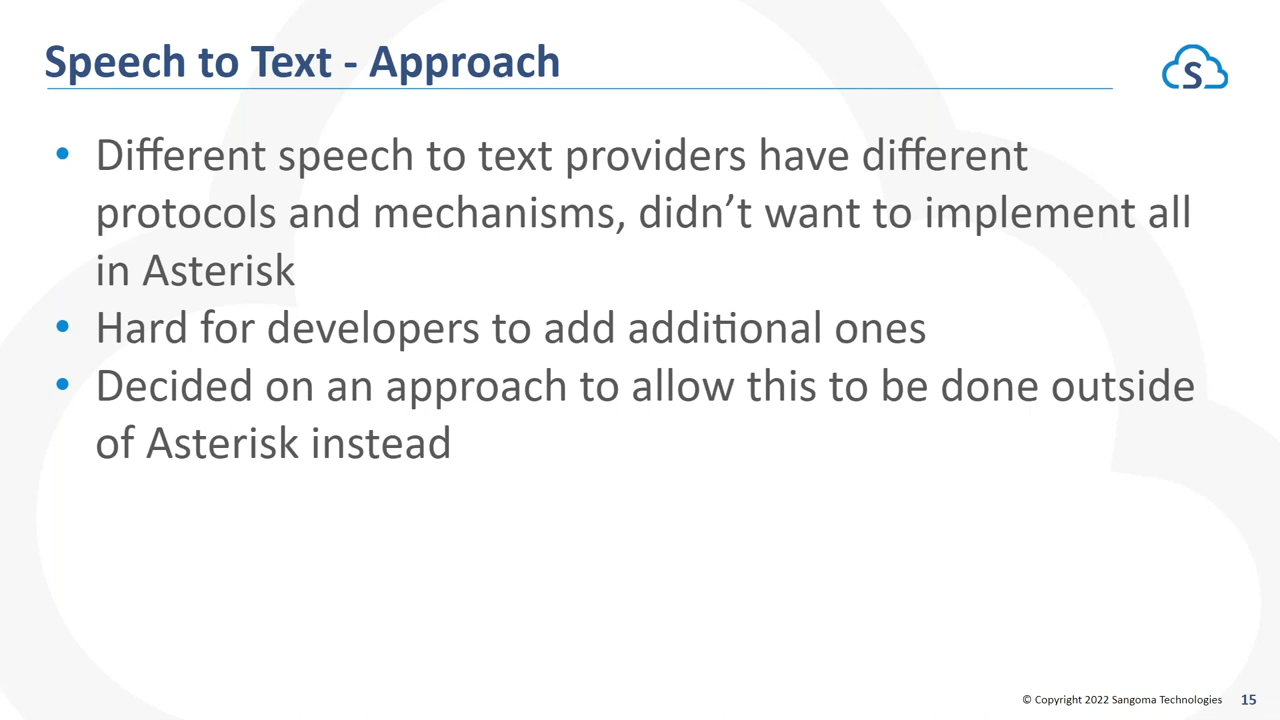 Speech to Text - Approach
S
• Different speech to text providers have different
protocols and mechanisms, didn’t want to implement all
in Asterisk
• Hard for developers to add additional ones
• Decided on an approach to allow this to be done outside
of Asterisk instead
© Copyright 2022 Sangoma Technologies 15